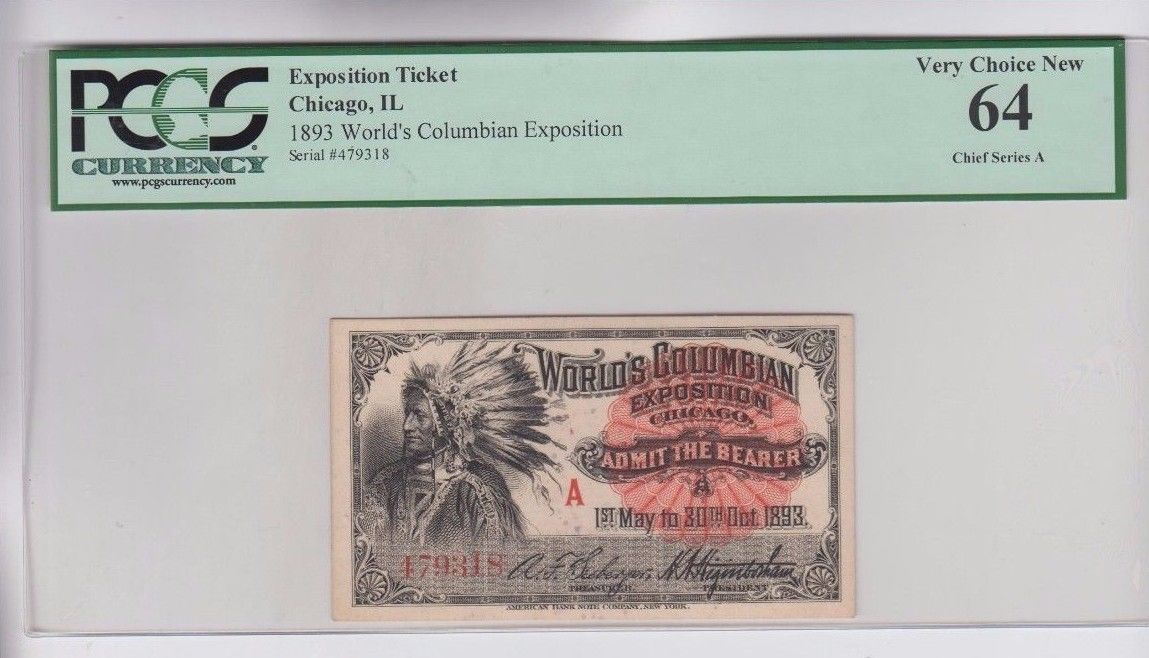 PCGS
CURRENCY
www.pcgscurrency.com
Exposition Ticket
Chicago, IL
1893 World's Columbian Exposition
Serial #479318
Very Choice New
64
Chief Series A
WORLD'S COLUMBIAN
EXPOSITION
CHICAGO.
ADMIT THE BEARER
A
1ST May to 30TH Oct. 1893.
479318
TREASURER. PRESIDENT
AMERICAN BANK NOTE COMPANY, NEW YORK.